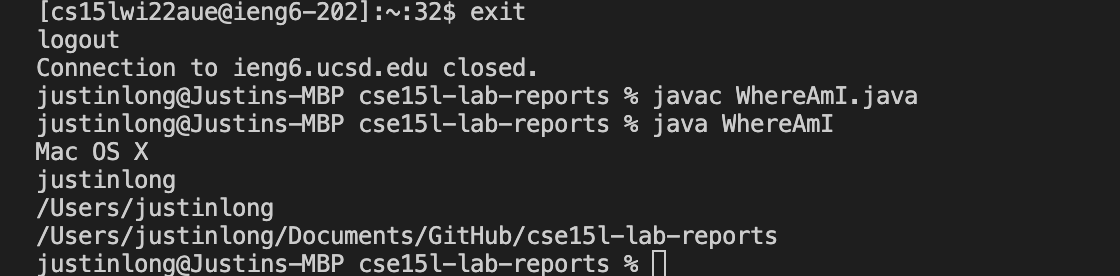 [cs15lwi22aue@ieng6-202]:~:32$ exit
logout
Connection to ieng6.ucsd.edu closed.
justinlong@Justins-MBP cse15l-lab-reports % javac WhereAmI.java
justinlong@Justins-MBP cse15l-lab-reports % java WhereAmI
Mac OS X
justinlong
/Users/justinlong
/Users/justinlong/Documents/GitHub/cse15l-lab-reports
justinlong@Justins-MBP cse15l-lab-reports %